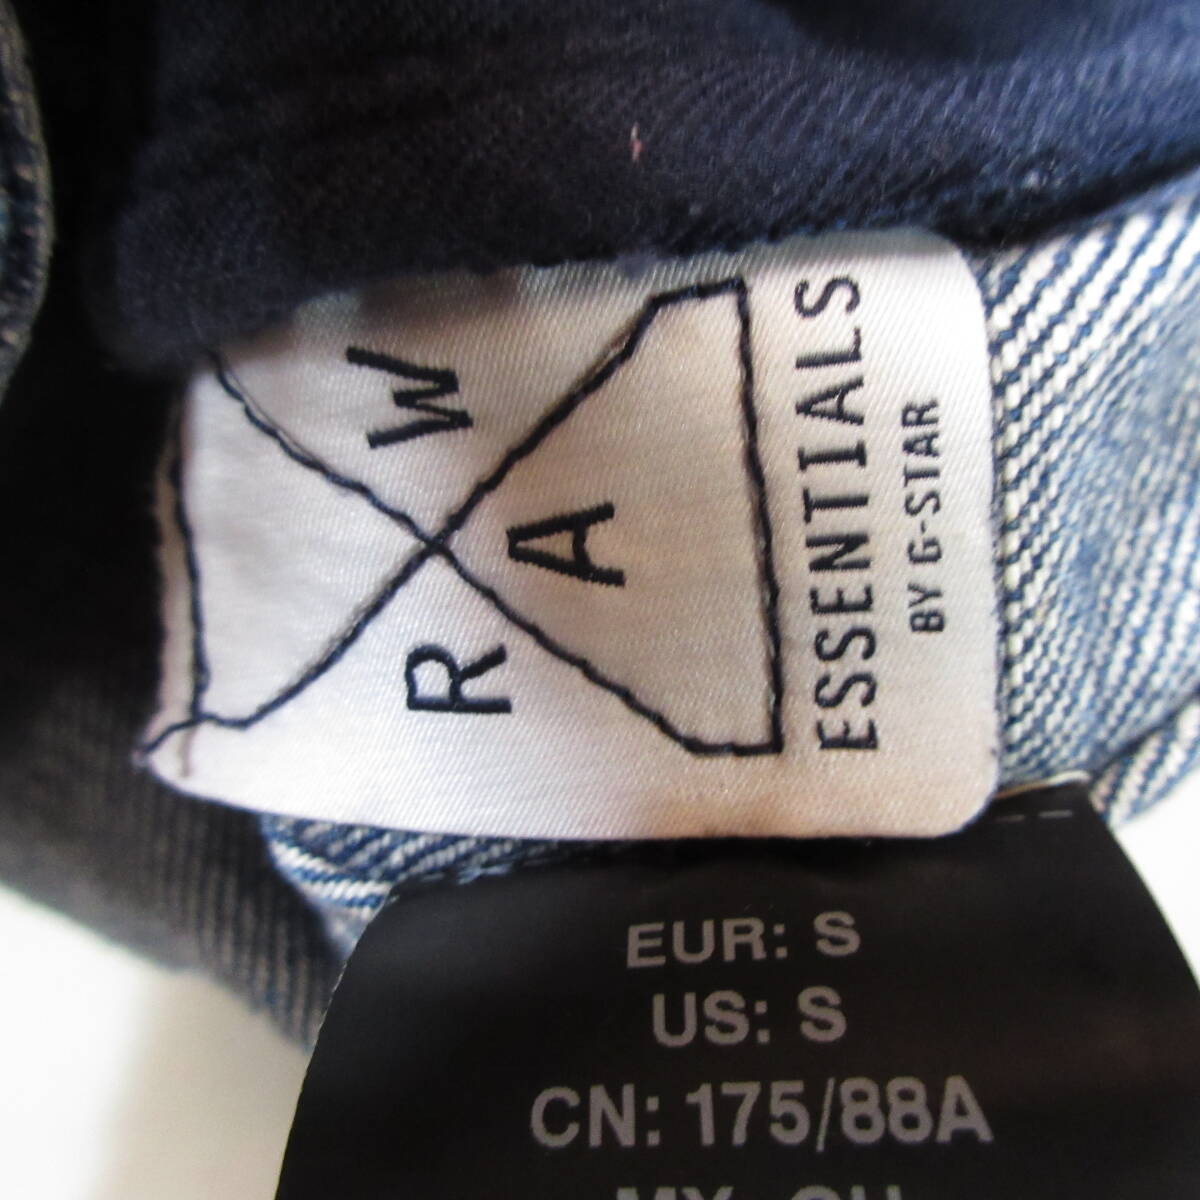 RAW
ESSENTIALS
BY G-STAR
EUR: S
US: S
CN: 175/88A